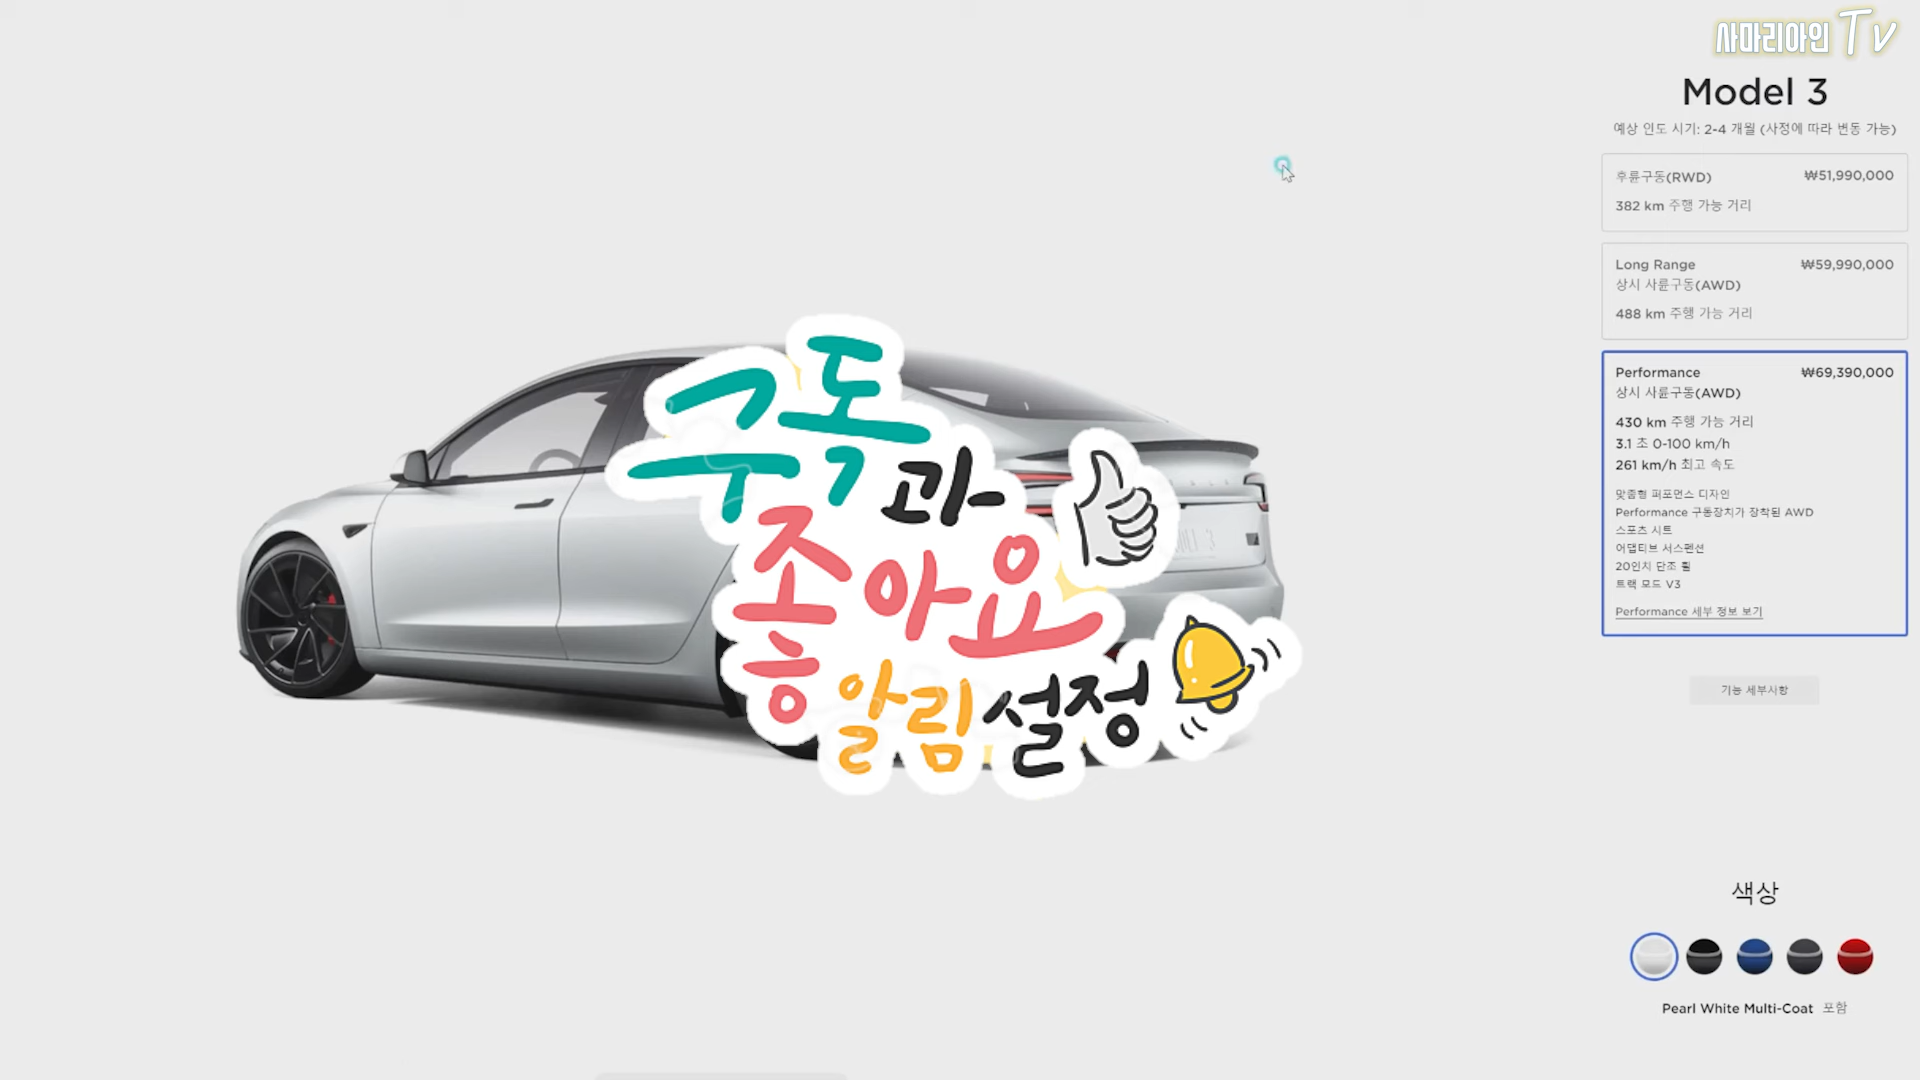 사마리아인 TV
Model 3
예상 인도 시기: 2-4 개월 (사정에 따라 변동 가능)
후륜구동(RWD) ₩51,990,000
382 km 주행 가능 거리
Long Range ₩59,990,000
상시 사륜구동(AWD)
488 km 주행 가능 거리
Performance ₩69,390,000
상시 사륜구동(AWD)
430 km 주행 가능 거리
3.1 초 0-100 km/h
261 km/h 최고 속도
맞춤형 퍼포먼스 디자인
Performance 구동장치가 장착된 AWD
스포츠 시트
어댑티브 서스펜션
20인치 단조 휠
트랙 모드 V3
Performance 세부 정보 보기
기능 세부사항
구독과
좋아요
알림 설정
색상
Pearl White Multi-Coat 포함